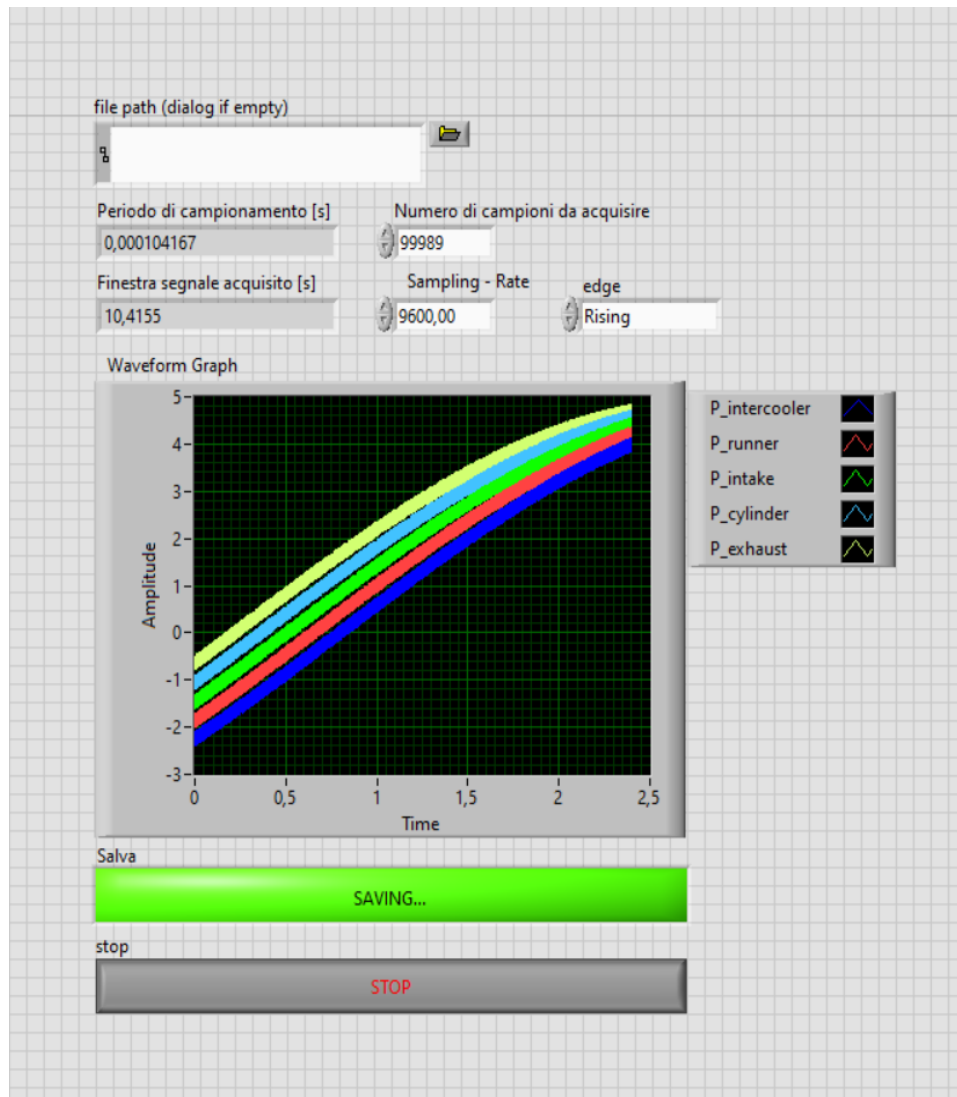 file path (dialog if empty)
Periodo di campionamento [s]
Numero di campioni da acquisire
0,000104167
99989
Finestra segnale acquisito [s]
Sampling - Rate
edge
10,4155
9600,00
Rising
Waveform Graph
5
4
3
2
1
0
-1
-2
-3
Amplitude
0
0,5
1
1,5
2
2,5
Time
P_intercooler
P_runner
P_intake
P_cylinder
P_exhaust
Salva
SAVING...
stop
STOP